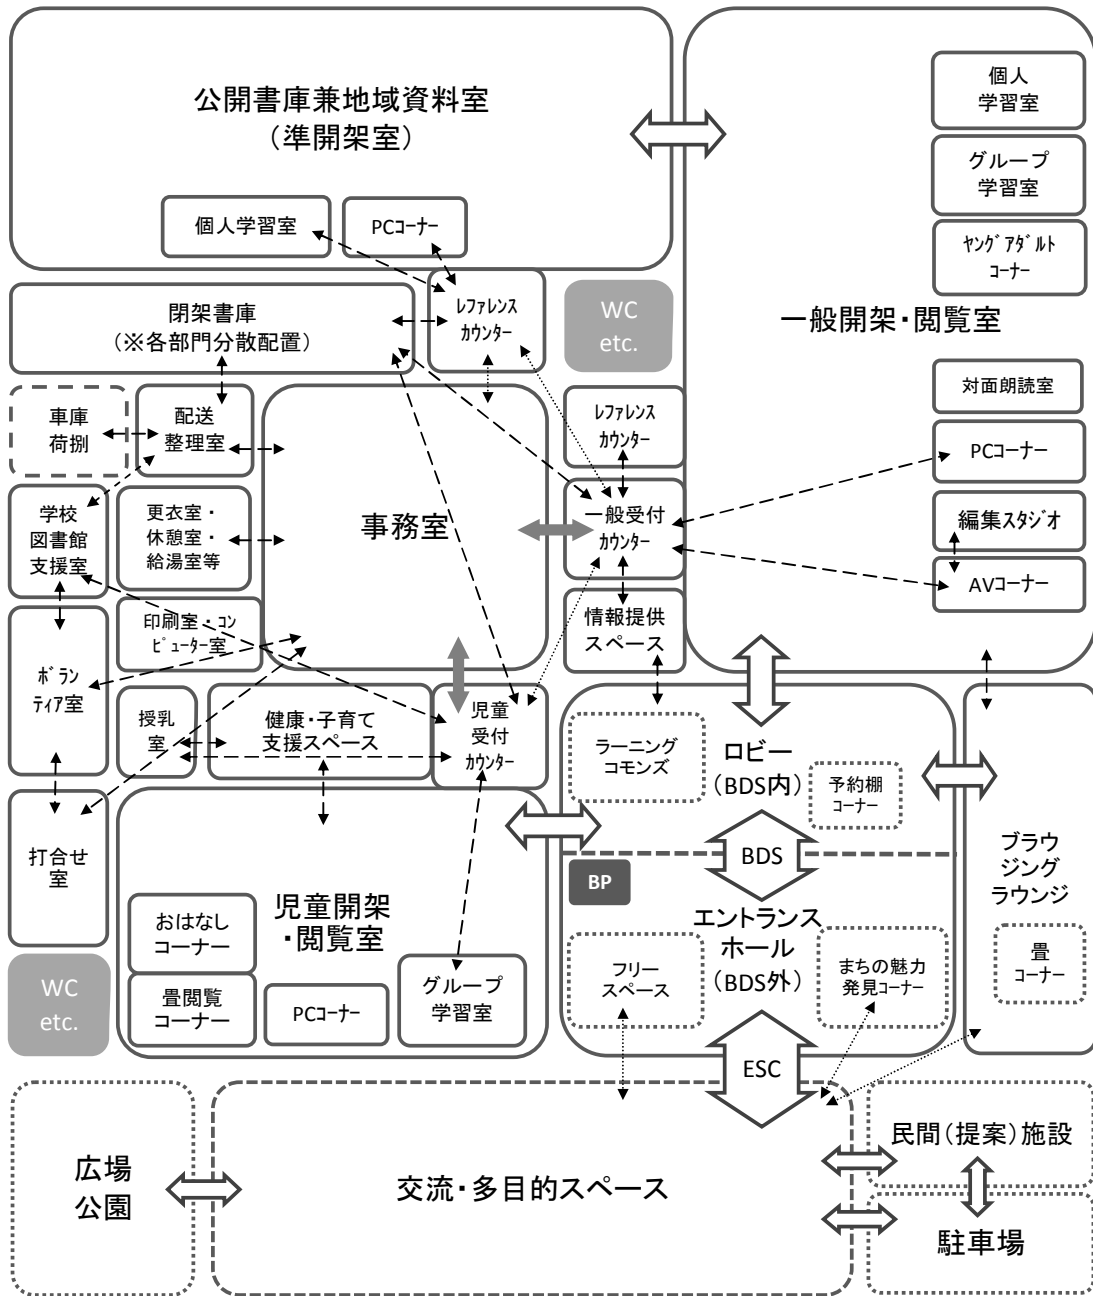 公開書庫兼地域資料室
（準開架室）
個人学習室
PCｺｰﾅｰ
個人
学習室
グループ
学習室
ﾔﾝｸﾞｱﾀﾞﾙﾄ
ｺｰﾅｰ
一般開架・閲覧室
対面朗読室
PCｺｰﾅｰ
編集スタジオ
AVｺｰﾅｰ
閉架書庫
（※各部門分散配置）
ﾚﾌｧﾚﾝｽ
ｶｳﾝﾀｰ
WC
etc.
車庫
荷捌
配送
整理室
ﾚﾌｧﾚﾝｽ
ｶｳﾝﾀｰ
学校
図書館
支援室
更衣室・
休憩室・
給湯室等
事務室
一般受付
ｶｳﾝﾀｰ
印刷室・ｺﾝ
ﾋﾟｭｰﾀｰ室
情報提供
スペース
ﾎﾞﾗﾝ
ﾃｨｱ室
授乳
室
健康・子育て
支援スペース
児童
受付
ｶｳﾝﾀｰ
ラーニング
コモンズ
ロビー
（BDS内）
予約棚
ｺｰﾅｰ
打合せ
室
BDS
BP
ブラウ
ジング
ラウンジ
児童開架
・閲覧室
おはなし
コーナー
畳閲覧
コーナー
PCｺｰﾅｰ
グループ
学習室
エントランス
ホール
（BDS外）
フリー
スペース
まちの魅力
発見ｺｰﾅｰ
畳
ｺｰﾅｰ
WC
etc.
ESC
広場
公園
交流・多目的スペース
民間（提案）施設
駐車場